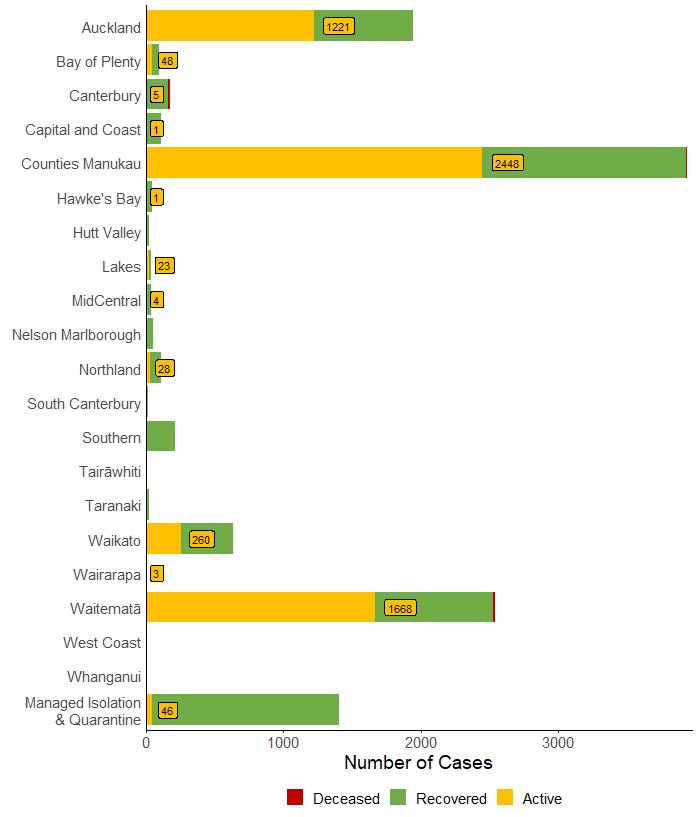 Auckland 1221
Bay of Plenty 48
Canterbury 5
Capital and Coast 1
Counties Manukau 2448
Hawke's Bay 1
Hutt Valley
Lakes 23
MidCentral 4
Nelson Marlborough
Northland 28
South Canterbury
Southern
Tairāwhiti
Taranaki
Waikato 260
Wairarapa 3
Waitematā 1668
West Coast
Whanganui
Managed Isolation
& Quarantine 46
0 1000 2000 3000
Number of Cases
Deceased Recovered Active